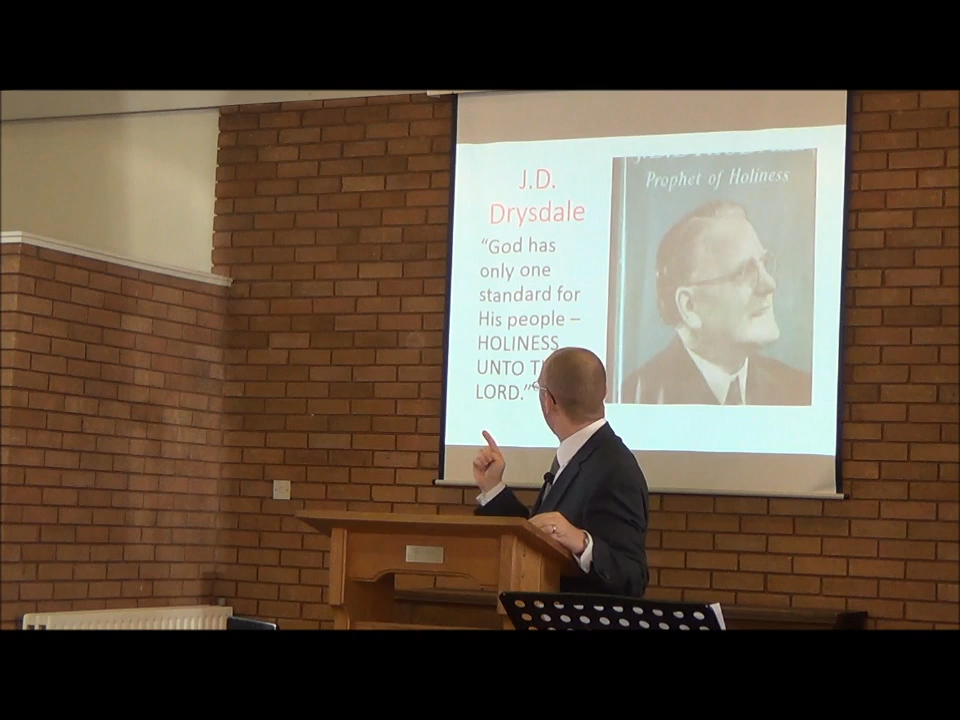 J.D.
Drysdale
“God has
only one
standard for
His people –
HOLINESS
UNTO
LORD.”
Prophet of Holiness